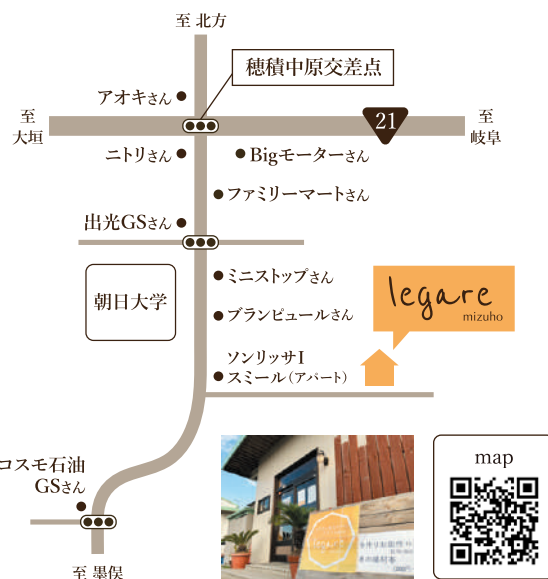 至 北方
穂積中原交差点
アオキさん
至
大垣
21
至
岐阜
ニトリさん
Bigモーターさん
ファミリーマートさん
出光GSさん
朝日大学
ミニストップさん
ブランピュールさん
legare
mizuho
ソンリッサI
スミール(アパート)
コスモ石油
GSさん
至 墨俣
map